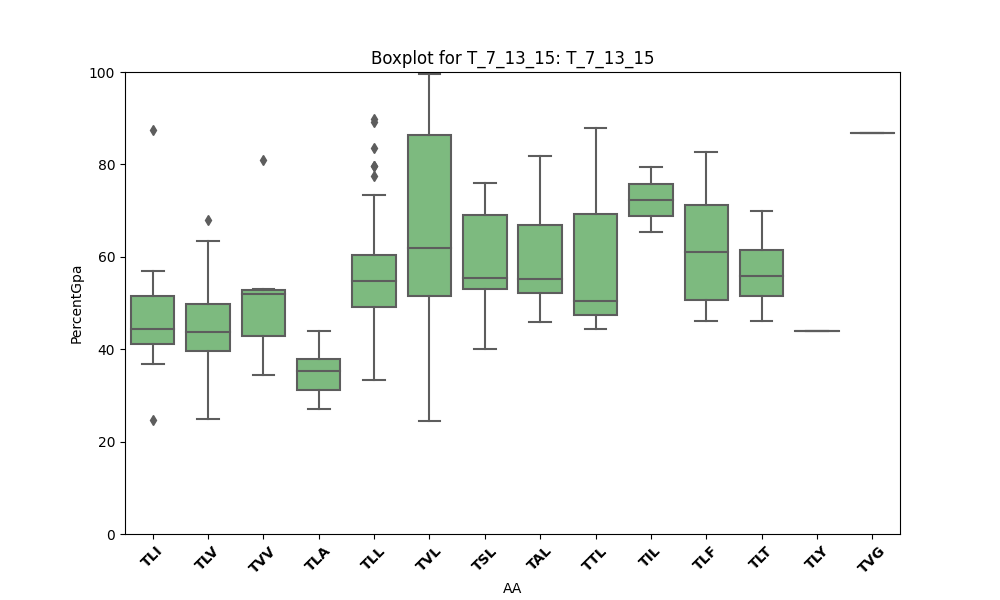 Boxplot for T_7_13_15: T_7_13_15
100
80
60
40
20
0
PercentGpa
TLI TLV TVV TLA TLL TVL TSL TAL TTL TIL TLF TLT TLY TVG
AA